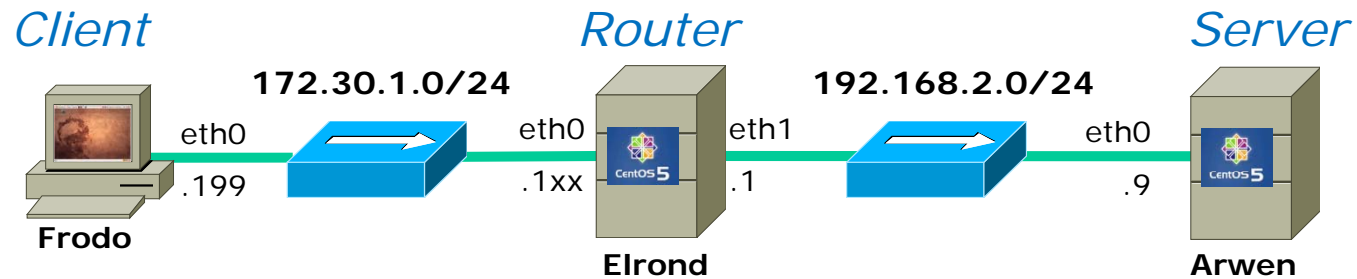 Client
Router
Server
172.30.1.0/24
192.168.2.0/24
eth0
eth0
eth1
eth0
.199
.1xx
CentOS 5
.1
.9
CentOS 5
Frodo
Elrond
Arwen